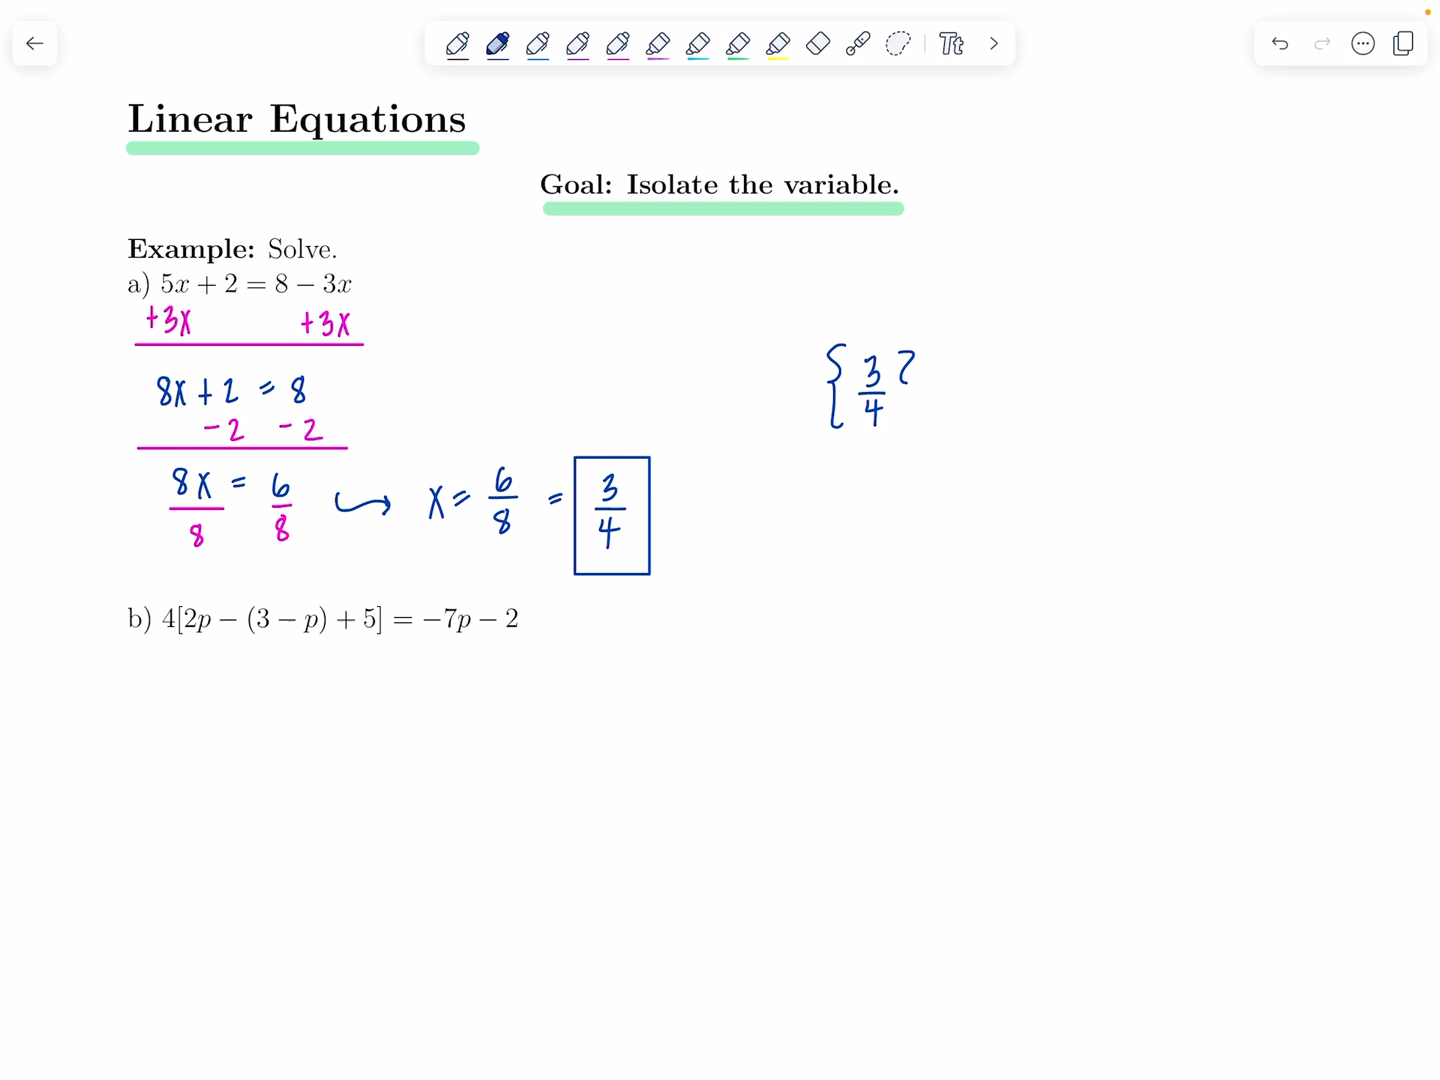 Tt
Linear Equations
Goal: Isolate the variable.
Example: Solve.
a) 5x + 2 = 8 − 3x
+3x +3x
8x + 2 = 8
−2 −2
8x/8 = 6/8 → x = 6/8 = 3/4
{3/4
b) 4[2p − (3 − p) + 5] = −7p − 2